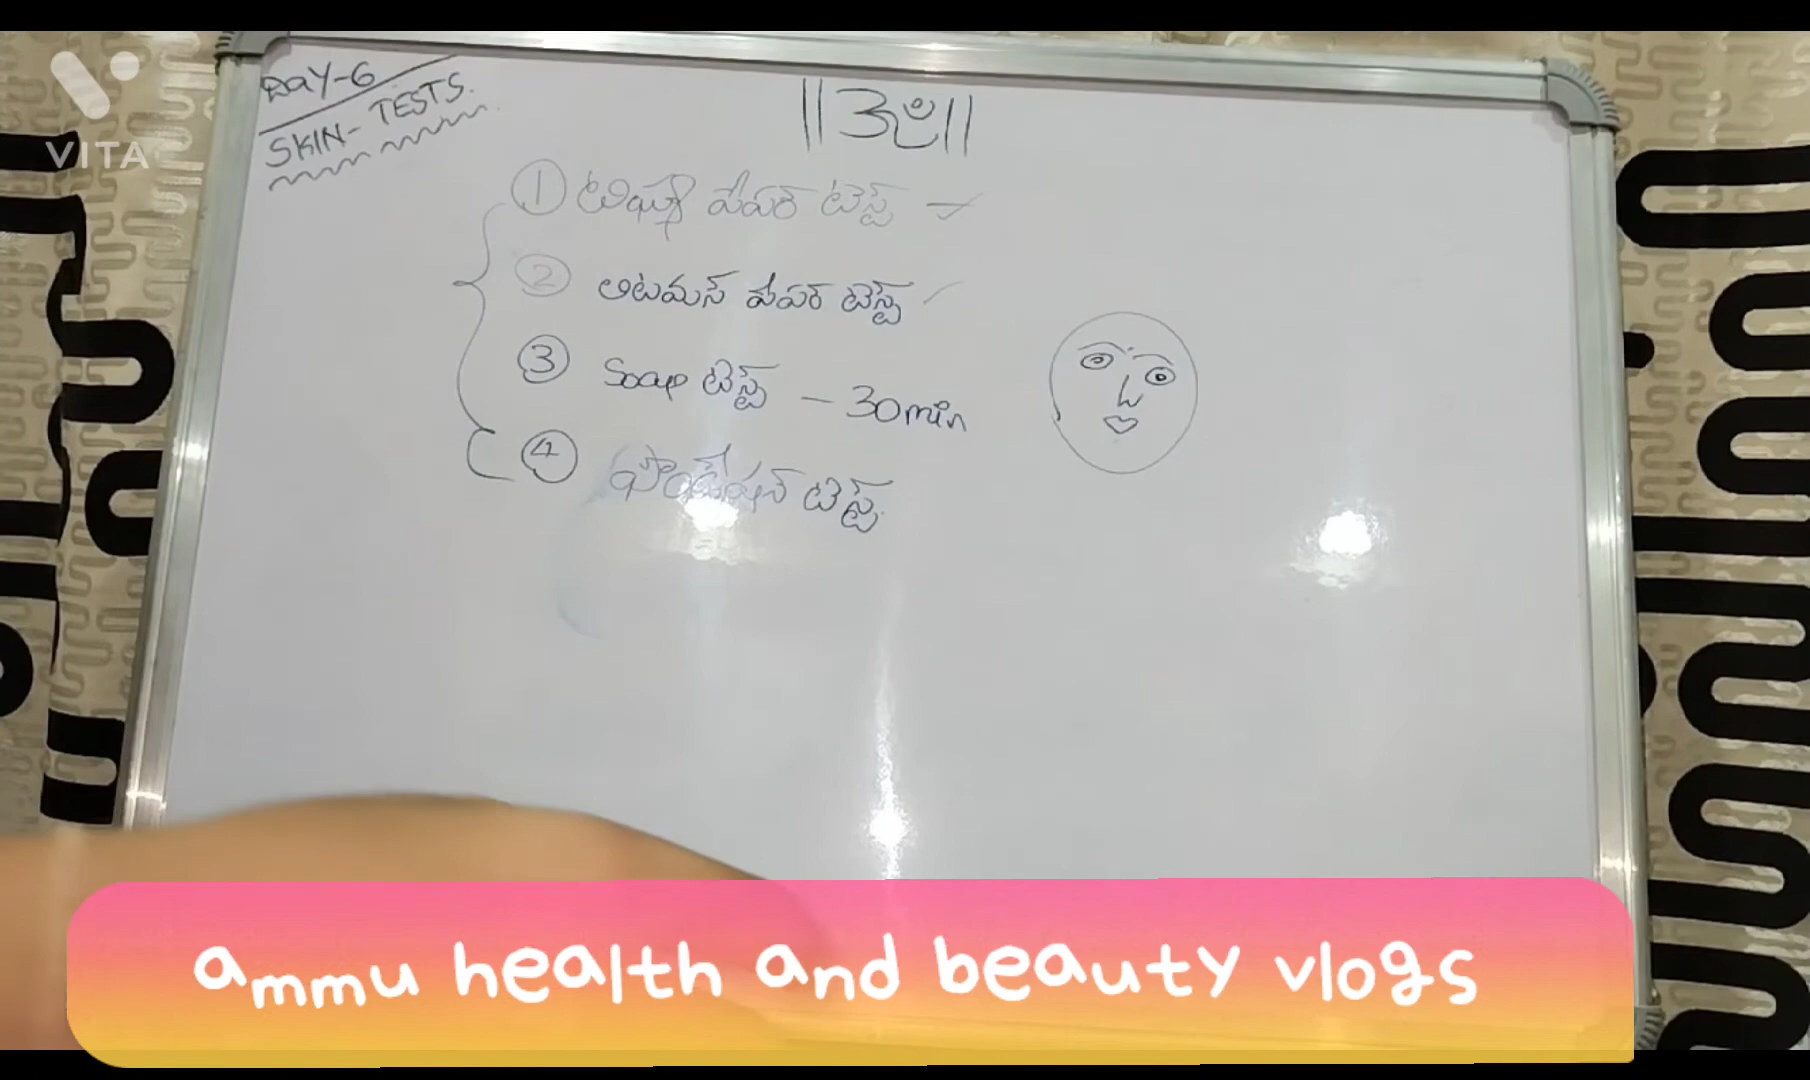 VITA
DAY-6
SKIN-TESTS.
||ॐ||
① టిష్యూ పేపర్ టెస్ట్
② లిటమస్ పేపర్ టెస్ట్
③ Soap టెస్ట్ - 30min
④ ఫౌండేషన్ టెస్ట్
ammu health and beauty vlogs